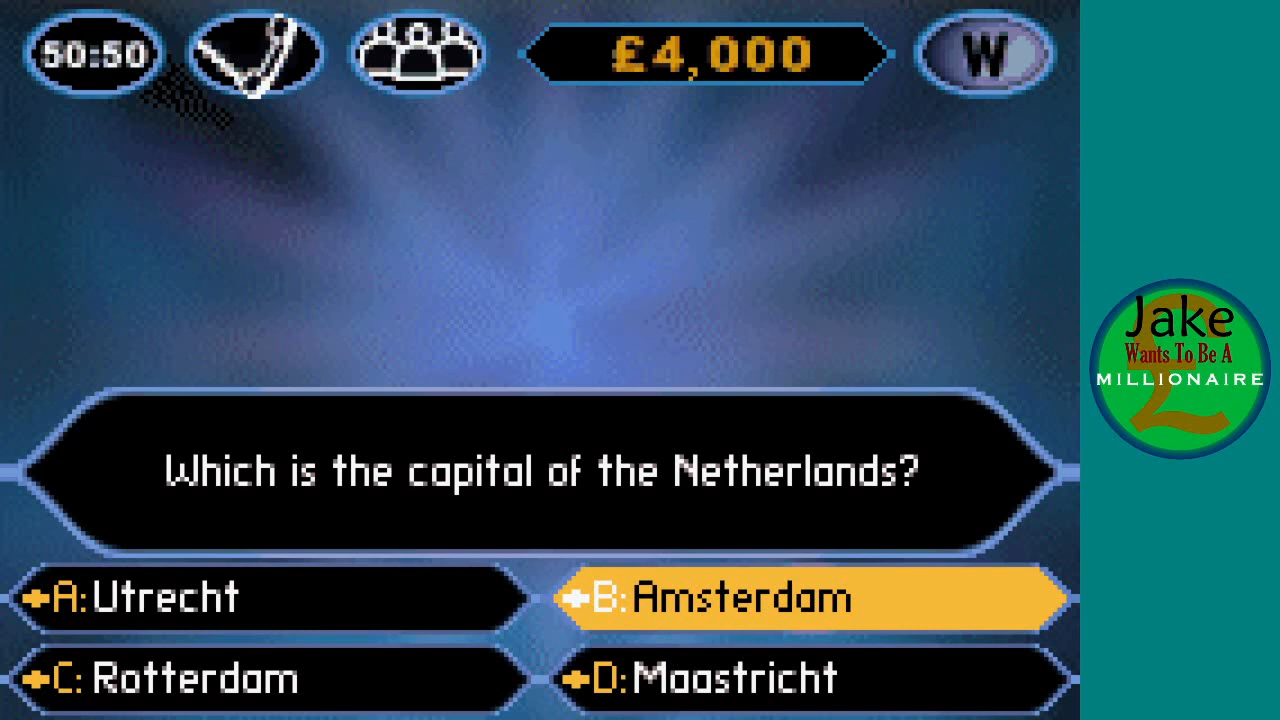 50:50
£4,000
W
Jake
Wants To Be A
MILLIONAIRE
£
Which is the capital of the Netherlands?
A: Utrecht
B: Amsterdam
C: Rotterdam
D: Maastricht